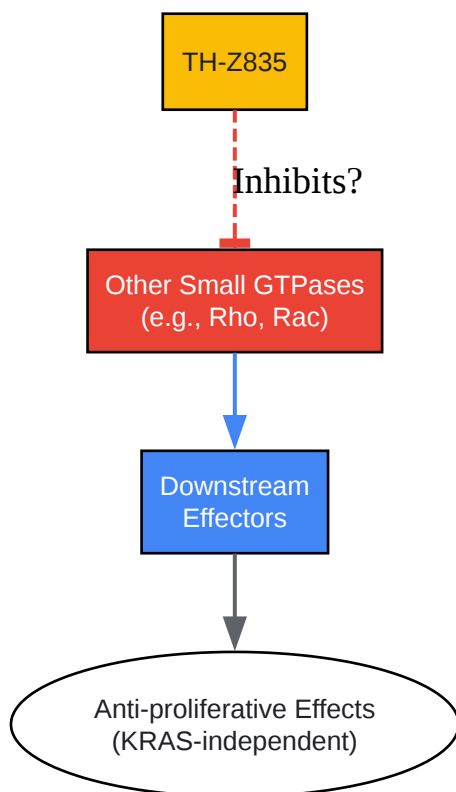 TH-Z835
Inhibits?
Other Small GTPases
(e.g., Rho, Rac)
Downstream
Effectors
Anti-proliferative Effects
(KRAS-independent)